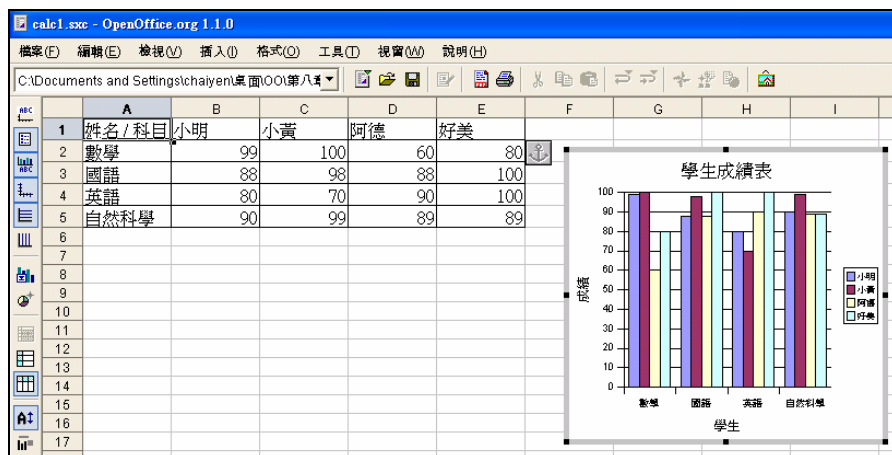 calc1.sxc - OpenOffice.org 1.1.0
檔案(F) 編輯(E) 檢視(V) 插入(I) 格式(O) 工具(T) 視窗(W) 說明(H)
C:\Documents and Settings\chaiyen\桌面\OO\第八章
A B C D E F G H I
1 姓名/科目 小明 小黃 阿德 好美
2 數學 99 100 60 80
3 國語 88 98 88 100
4 英語 80 70 90 100
5 自然科學 90 99 89 89
6
7
8
9
10
11
12
13
14
15
16
17
學生成績表
成績
100
90
80
70
60
50
40
30
20
10
0
數學 國語 英語 自然科學
學生
小明
小黃
阿德
好美
ABC
ABC
A